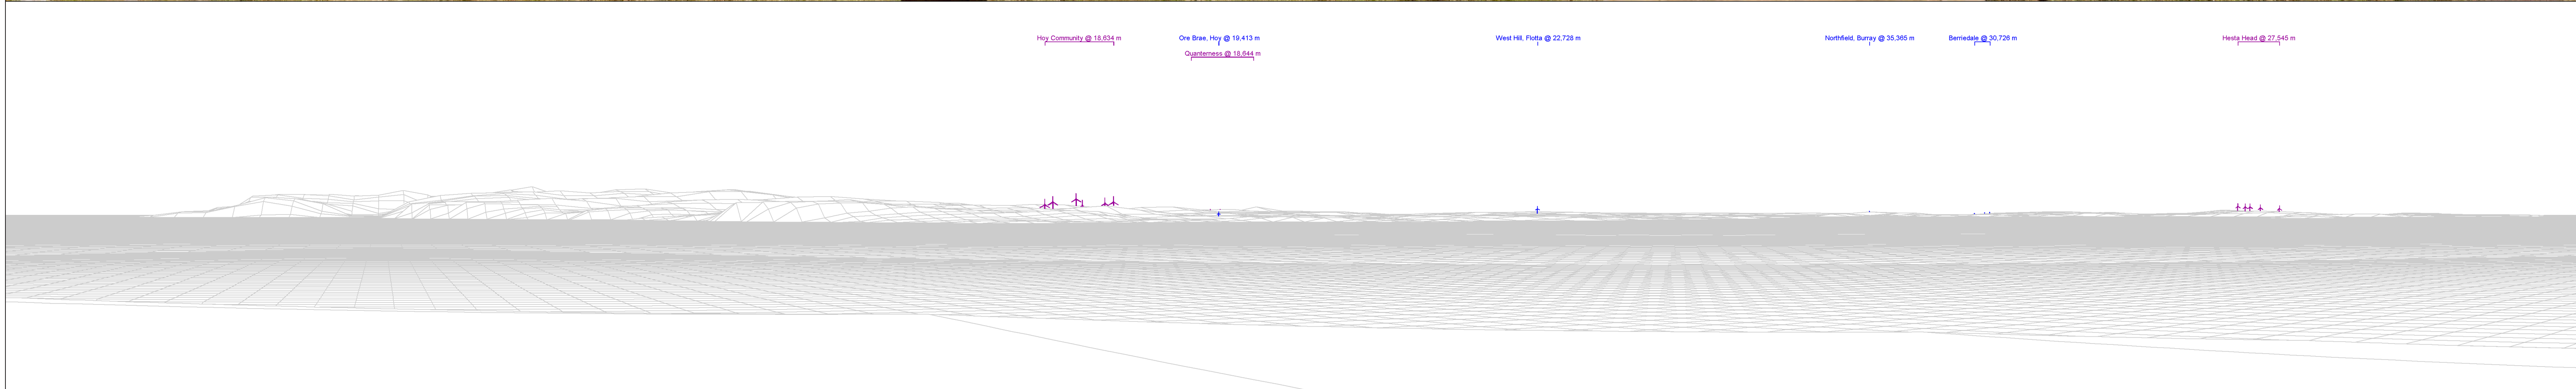 Hoy Community @ 18,634 m
Ore Brae, Hoy @ 19,413 m
Quanterness @ 18,644 m
West Hill, Flotta @ 22,728 m
Northfield, Burray @ 35,365 m
Berriedale @ 30,726 m
Hesta Head @ 27,545 m